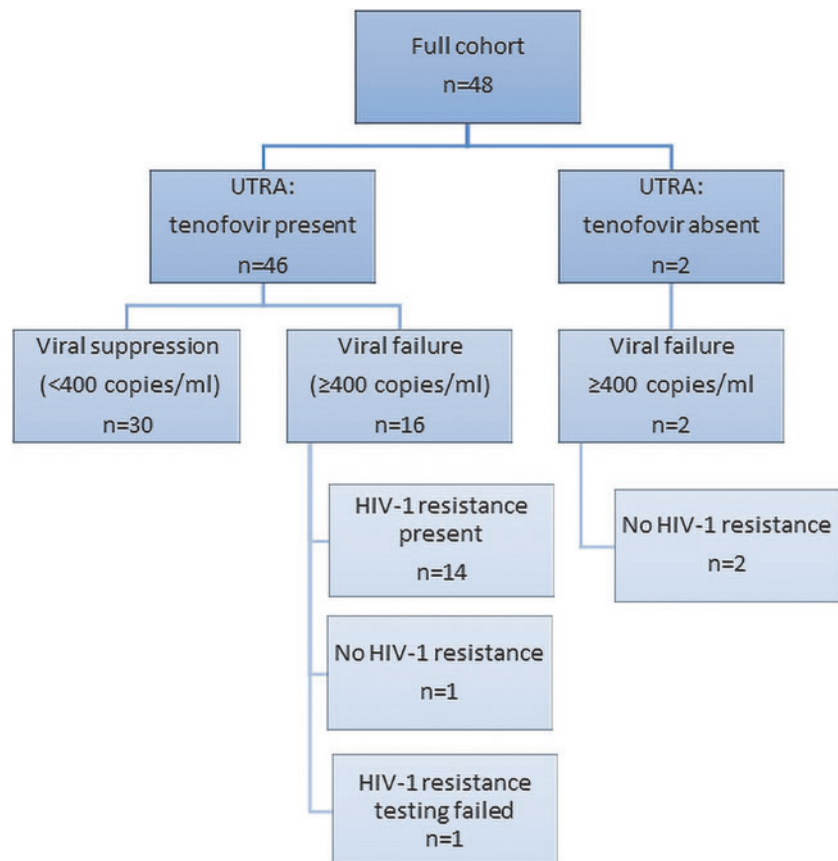 Full cohort
n=48
UTRA:
tenofovir present
n=46
UTRA:
tenofovir absent
n=2
Viral suppression
(<400 copies/ml)
n=30
Viral failure
(≥400 copies/ml)
n=16
Viral failure
≥400 copies/ml
n=2
HIV-1 resistance
present
n=14
No HIV-1 resistance
n=2
No HIV-1 resistance
n=1
HIV-1 resistance
testing failed
n=1